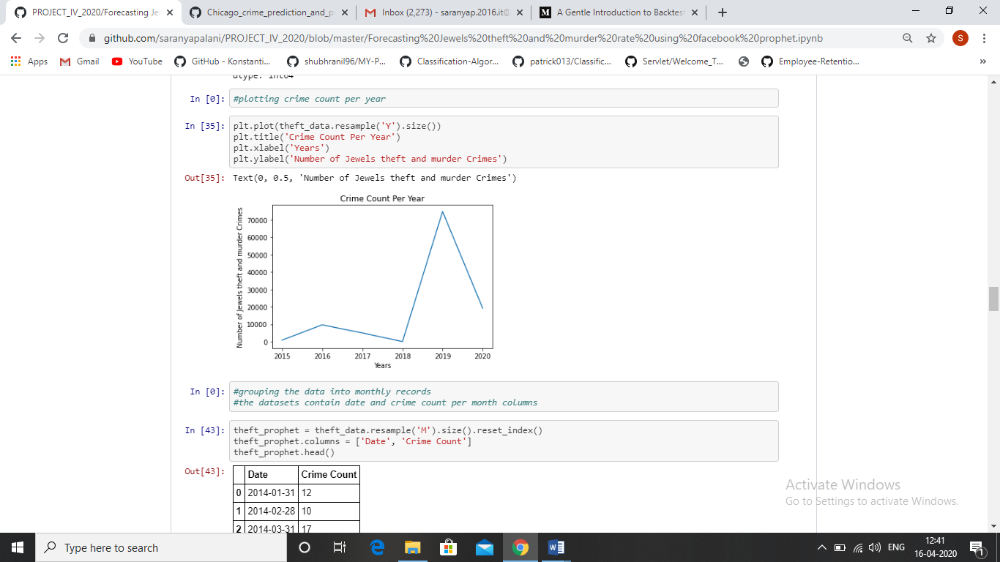 PROJECT_IV_2020/Forecasting Je
Chicago_crime_prediction_and_p
Inbox (2,273) - saranyap.2016.it@
A Gentle Introduction to Backtest
github.com/saranyapalani/PROJECT_IV_2020/blob/master/Forecasting%20Jewels%20theft%20and%20murder%20rate%20using%20facebook%20prophet.ipynb
S
Apps
Gmail
YouTube
GitHub - Konstanti...
shubhranil96/MY-P...
Classification-Algor...
patrick013/Classific...
Servlet/Welcome_T...
Employee-Retentio...
»
dtype: int64
In [0]: #plotting crime count per year
In [35]: plt.plot(theft_data.resample('Y').size())
plt.title('Crime Count Per Year')
plt.xlabel('Years')
plt.ylabel('Number of Jewels theft and murder Crimes')
Out[35]: Text(0, 0.5, 'Number of Jewels theft and murder Crimes')
Crime Count Per Year
Number of Jewels theft and murder Crimes
70000
60000
50000
40000
30000
20000
10000
0
2015 2016 2017 2018 2019 2020
Years
In [0]: #grouping the data into monthly records
#the datasets contain date and crime count per month columns
In [43]: theft_prophet = theft_data.resample('M').size().reset_index()
theft_prophet.columns = ['Date', 'Crime Count']
theft_prophet.head()
Out[43]:
Date Crime Count
0 2014-01-31 12
1 2014-02-28 10
2 2014-03-31 17
Activate Windows
Go to Settings to activate Windows.
Type here to search
ENG
12:41
16-04-2020
1